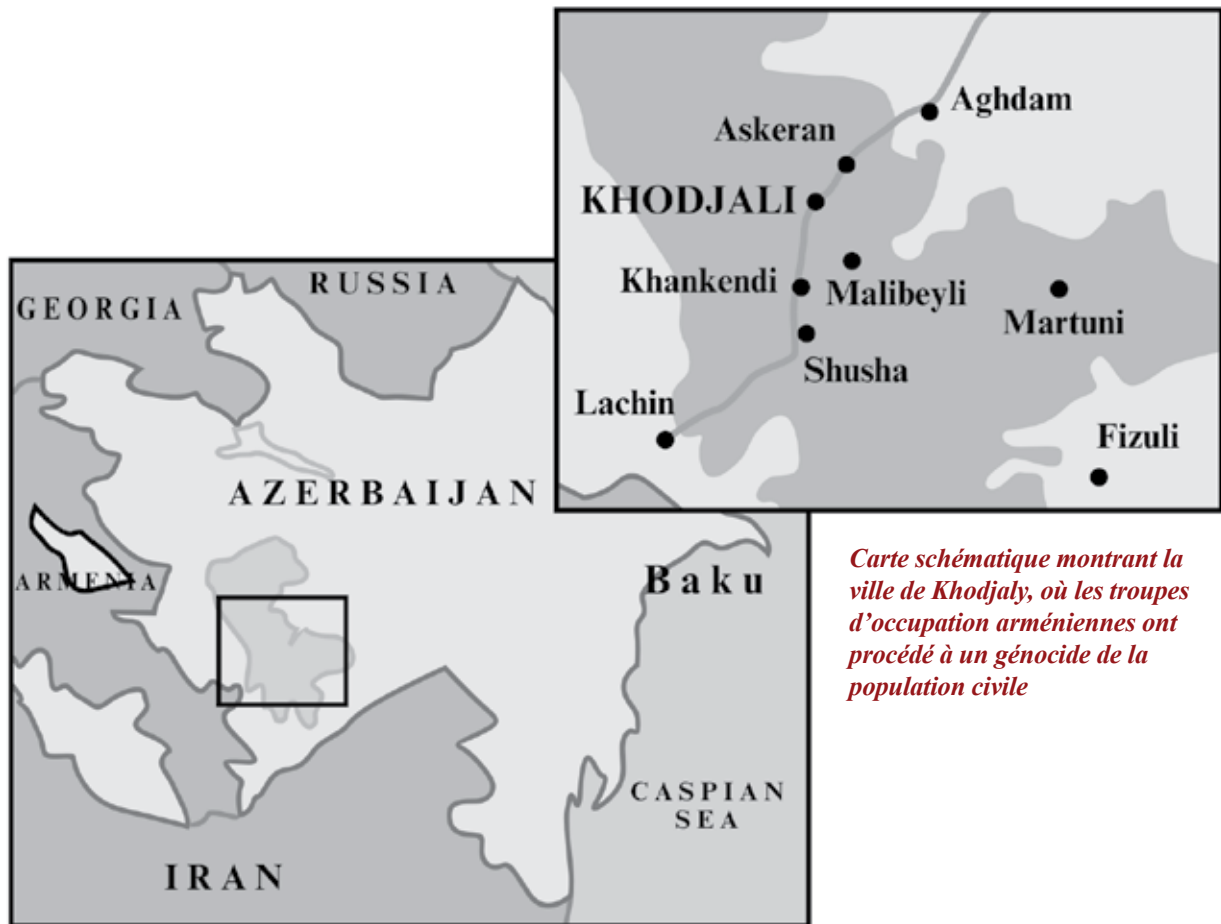 Aghdam
Askeran
KHODJALI
Khankendi
Malibeyli
Martuni
Shusha
Lachin
Fizuli
RUSSIA
GEORGIA
AZERBAIJAN
ARMENIA
Baku
CASPIAN
SEA
IRAN
Carte schématique montrant la
ville de Khodjaly, où les troupes
d’occupation arméniennes ont
procédé à un génocide de la
population civile